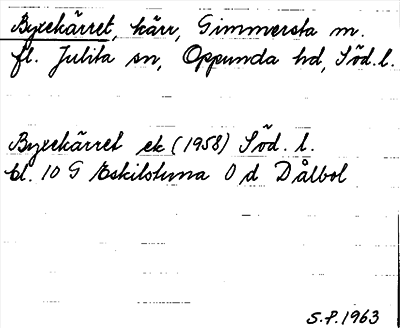 Byxekärret, kärr, Gimmersta m.
fl. Julita sn, Oppunda hd, Söd. l.
Byxekärret ek (1958) Söd. l.
bl. 10 G Eskilstuna O d Dålbol
S.P. 1963